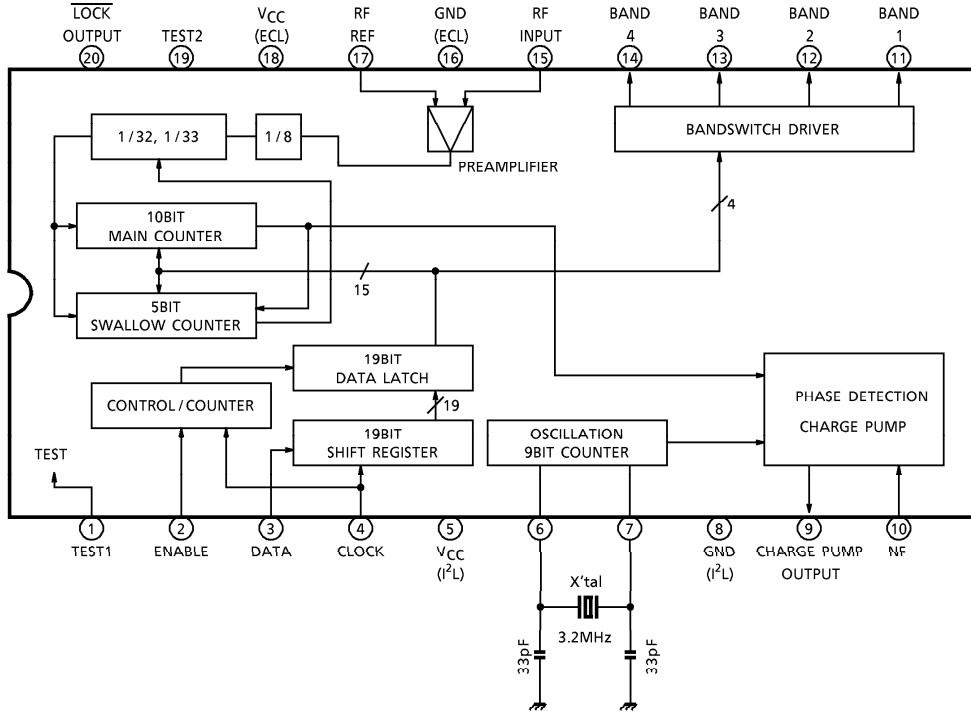 LOCK OUTPUT
20
TEST2
19
VCC (ECL)
18
RF REF
17
GND (ECL)
16
RF INPUT
15
BAND 4
14
BAND 3
13
BAND 2
12
BAND 1
11
1/32, 1/33
1/8
PREAMPLIFIER
BANDSWITCH DRIVER
4
10BIT
MAIN COUNTER
15
5BIT
SWALLOW COUNTER
19BIT
DATA LATCH
CONTROL/COUNTER
19
19BIT
SHIFT REGISTER
OSCILLATION
9BIT COUNTER
PHASE DETECTION
CHARGE PUMP
TEST
1
TEST1
2
ENABLE
3
DATA
4
CLOCK
5
VCC
(I²L)
6
7
8
GND
(I²L)
9
CHARGE PUMP
OUTPUT
10
NF
X'tal
3.2MHz
33pF
33pF